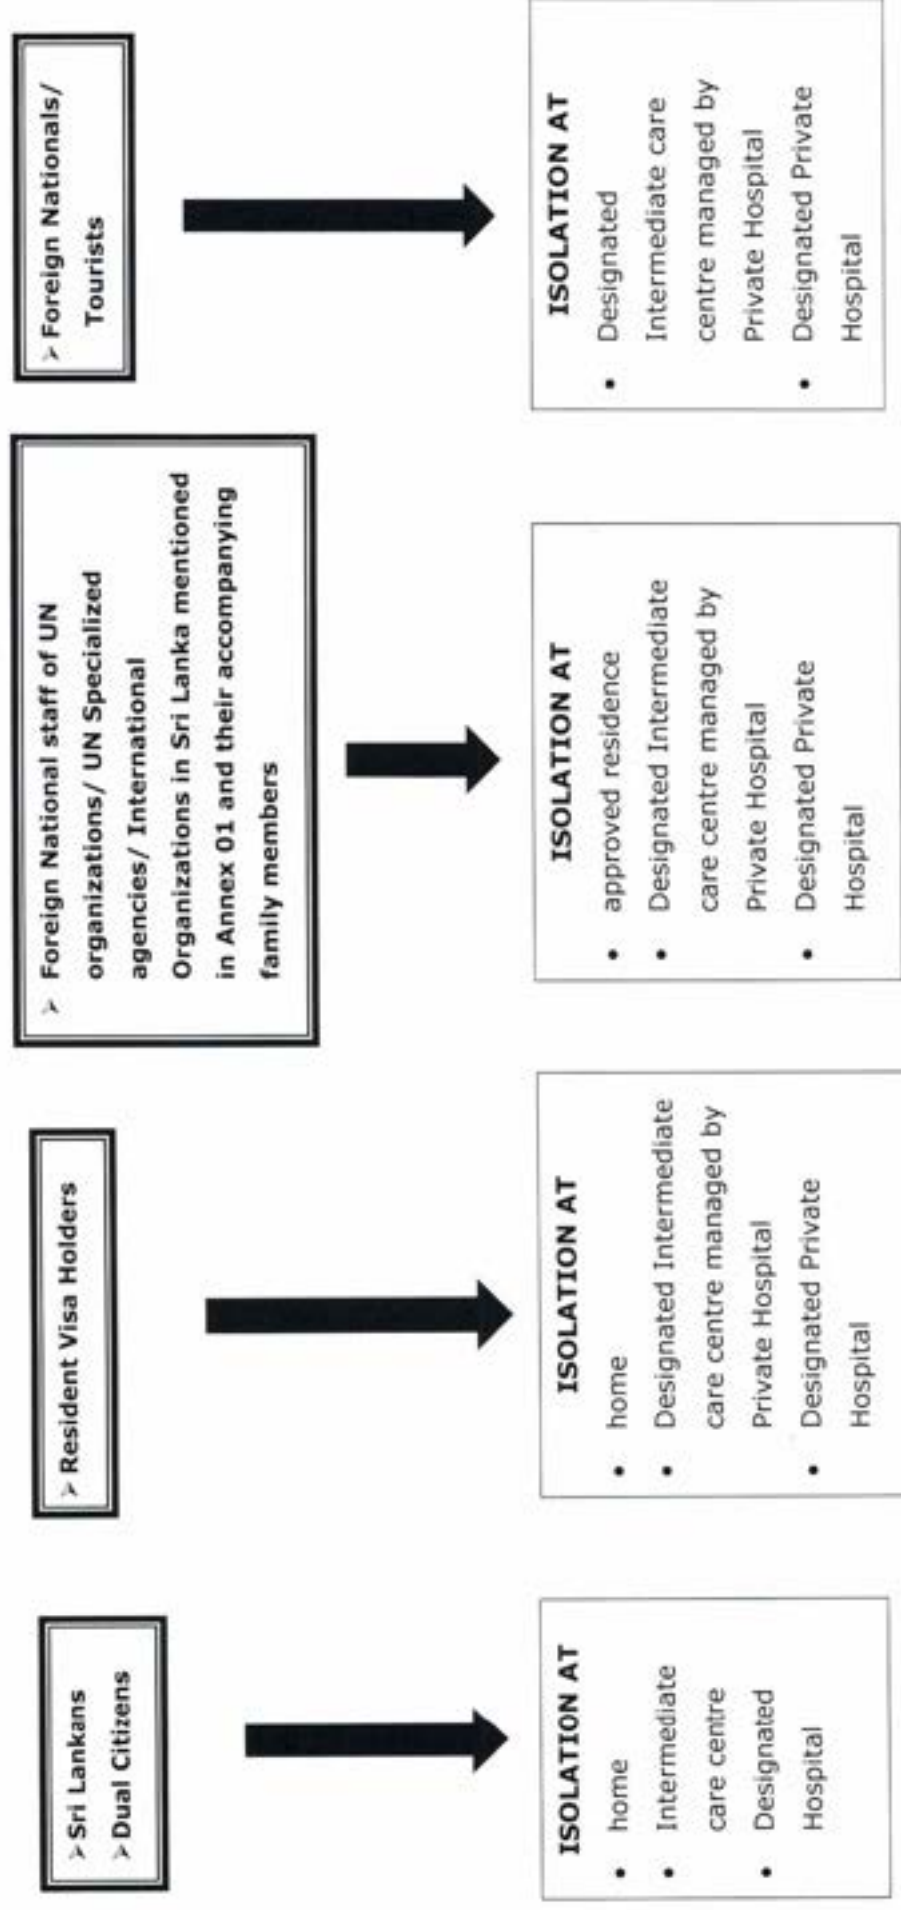 ➢ Sri Lankans
➢ Dual Citizens
ISOLATION AT
• home
• Intermediate
care centre
• Designated
Hospital
➢ Resident Visa Holders
ISOLATION AT
• home
• Designated Intermediate
care centre managed by
Private Hospital
• Designated Private
Hospital
➢ Foreign National staff of UN
organizations/ UN Specialized
agencies/ International
Organizations in Sri Lanka mentioned
in Annex 01 and their accompanying
family members
ISOLATION AT
• approved residence
• Designated Intermediate
care centre managed by
Private Hospital
• Designated Private
Hospital
➢ Foreign Nationals/
Tourists
ISOLATION AT
• Designated
Intermediate care
centre managed by
Private Hospital
• Designated Private
Hospital